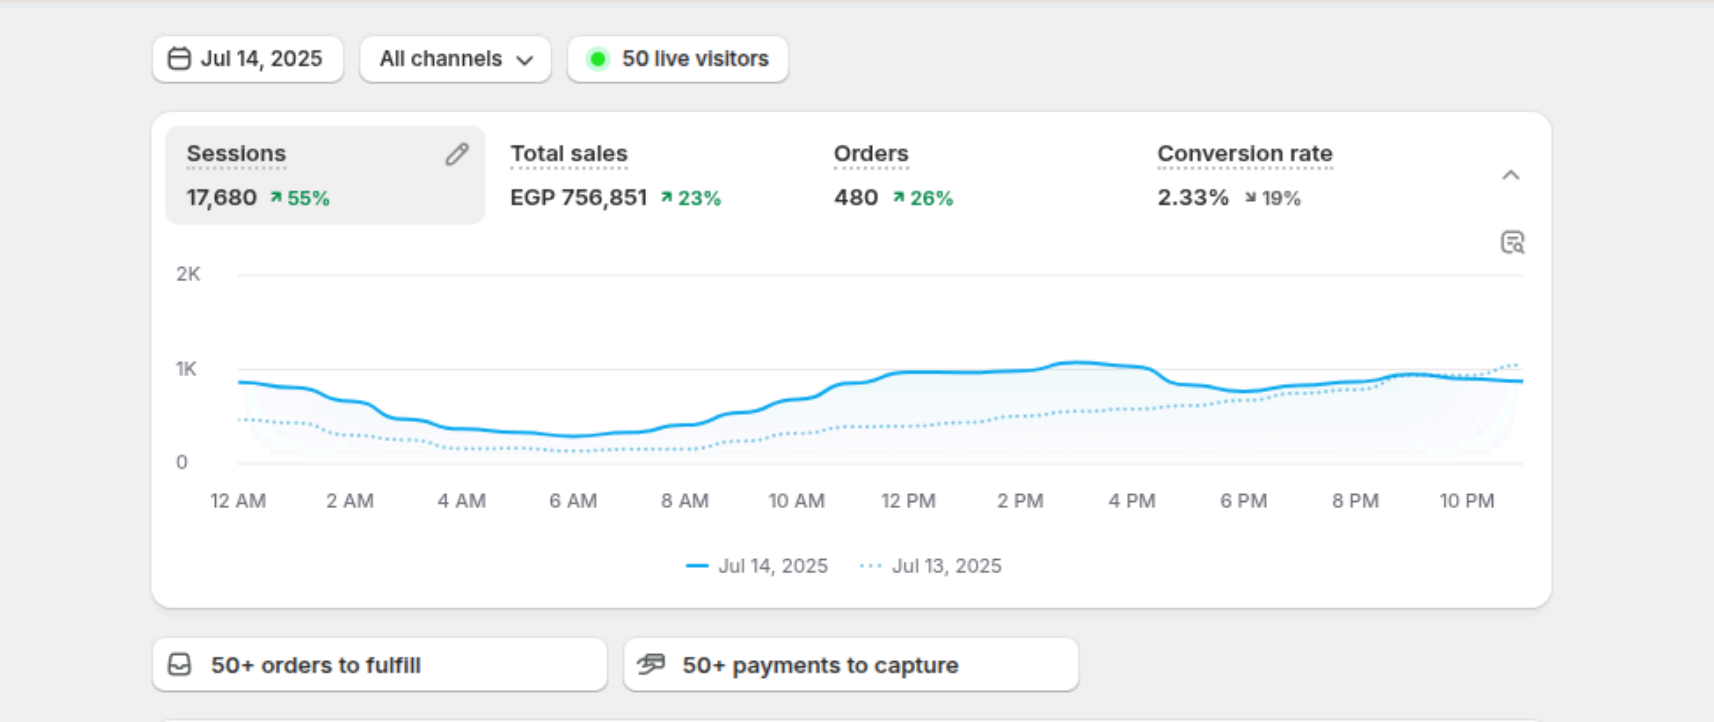 Jul 14, 2025
All channels
50 live visitors
Sessions
17,680 55%
Total sales
EGP 756,851 23%
Orders
480 26%
Conversion rate
2.33% 19%
2K
1K
0
12 AM 2 AM 4 AM 6 AM 8 AM 10 AM 12 PM 2 PM 4 PM 6 PM 8 PM 10 PM
Jul 14, 2025 Jul 13, 2025
50+ orders to fulfill
50+ payments to capture